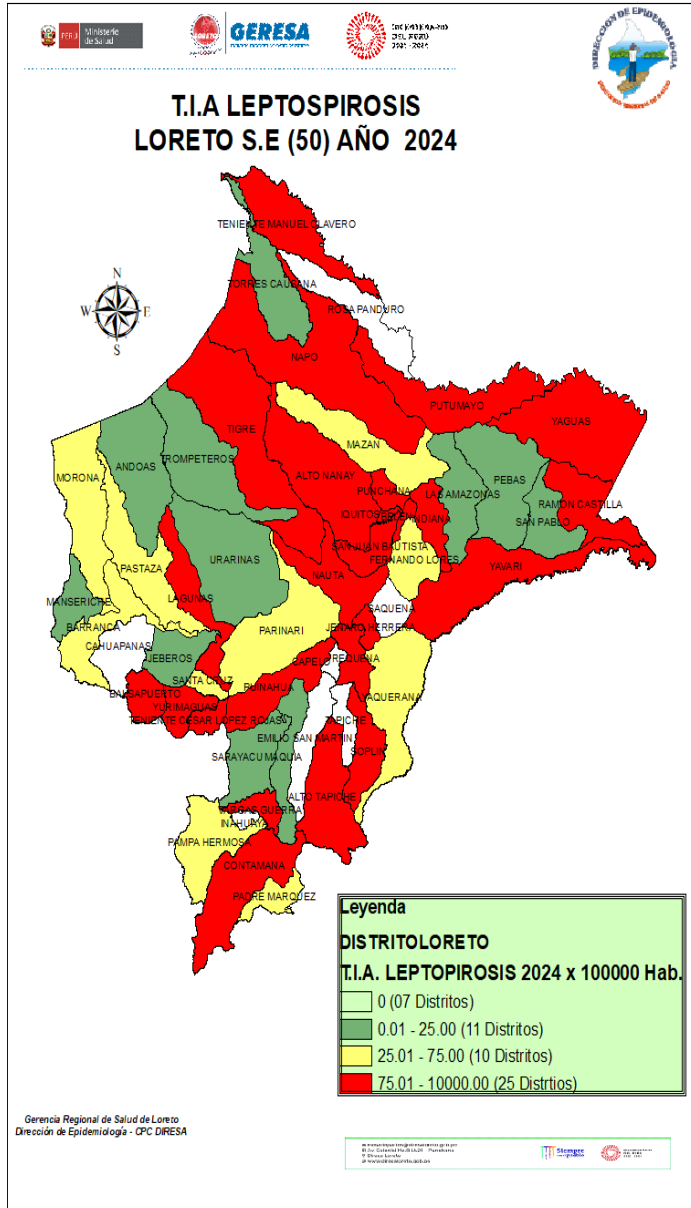 PERÚ
Ministerio
de Salud
GERESA
DIRECCIÓN DE EPIDEMIOLOGIA
T.I.A LEPTOSPIROSIS
LORETO S.E (50) AÑO 2024
TENIENTE MANUEL CLAVERO
TORRES CAUSANA
ROSA PANDURO
N
W
E
S
NAPO
PUTUMAYO
YAGUAS
TIGRE
MAZAN
MORONA
ANDOAS
TROMPETEROS
ALTO NANAY
PEBAS
PUNCHANA
LAS AMAZONAS
RAMON CASTILLA
IQUITOS
BELEN
INDIANA
SAN PABLO
SAN JUAN BAUTISTA
URARINAS
FERNANDO LORES
YAVARI
PASTAZA
NAUTA
LAGUNAS
MANSERICHE
SAQUENA
BARRANCA
PARINARI
JENARO HERRERA
CAHUAPANAS
JEBEROS
CAPELO
REQUENA
SANTA CRUZ
PUINAHUA
YAQUERANA
BALSAPUERTO
YURIMAGUAS
TENIENTE CESAR LOPEZ ROJAS
TAPICHE
EMILIO SAN MARTIN
SOPLIN
SARAYACU
MAQUIA
ALTO TAPICHE
VARGAS GUERRA
INAHUAYA
PAMPA HERMOSA
CONTAMANA
PADRE MARQUEZ
Leyenda
DISTRITOLORETO
T.I.A. LEPTOPIROSIS 2024 x 100000 Hab.
0 (07 Distritos)
0.01 - 25.00 (11 Distritos)
25.01 - 75.00 (10 Distritos)
75.01 - 10000.00 (25 Distrtios)
Gerencia Regional de Salud de Loreto
Dirección de Epidemiología - CPC DIRESA
Siempre